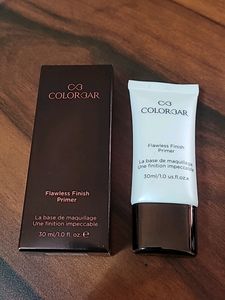 COLORBAR
Flawless Finish
Primer
La base de maquillage
Une finition impeccable
30 ml/1.0 fl. oz. e
COLORBAR
Flawless Finish
Primer
La base de maquillage
Une finition impeccable
30ml/1.0 us.fl.oz.e